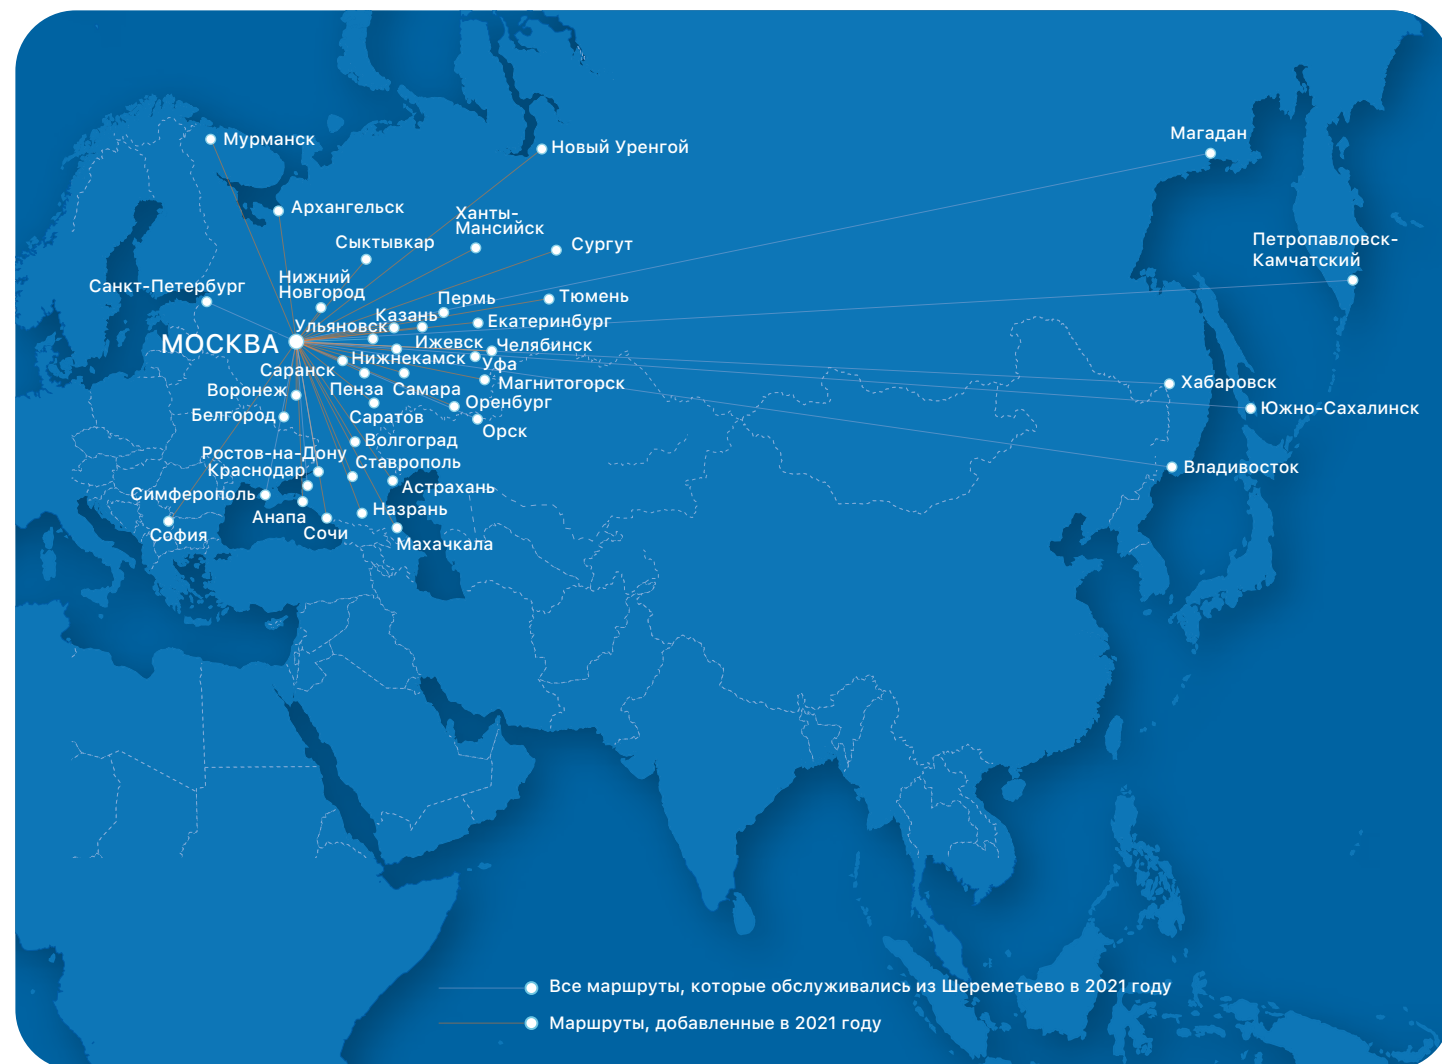 Мурманск
Новый Уренгой
Магадан
Архангельск
Ханты-
Мансийск
Сыктывкар
Сургут
Петропавловск-
Камчатский
Нижний
Новгород
Санкт-Петербург
Пермь
Тюмень
Казань
Ульяновск
Екатеринбург
МОСКВА
Ижевск
Челябинск
Нижнекамск
Уфа
Саранск
Магнитогорск
Хабаровск
Воронеж
Пенза
Самара
Оренбург
Южно-Сахалинск
Белгород
Саратов
Орск
Волгоград
Ростов-на-Дону
Ставрополь
Краснодар
Владивосток
Астрахань
Симферополь
Назрань
Анапа
София
Сочи
Махачкала
Все маршруты, которые обслуживались из Шереметьево в 2021 году
Маршруты, добавленные в 2021 году